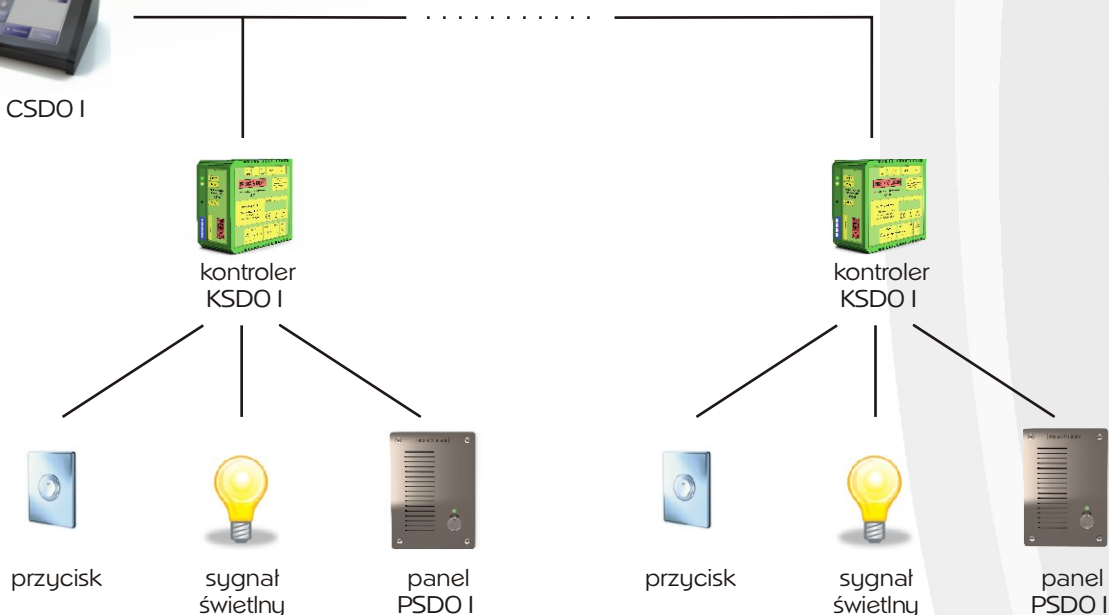 CSDO I
kontroler
KSDO I
kontroler
KSDO I
przycisk
sygnał
świetlny
panel
PSDO I
przycisk
sygnał
świetlny
panel
PSDO I